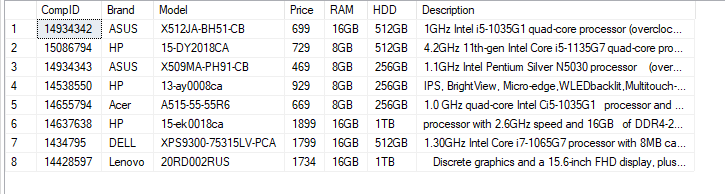 CompID Brand Model Price RAM HDD Description
1 14934342 ASUS X512JA-BH51-CB 699 16GB 512GB 1GHz Intel i5-1035G1 quad-core processor (overcloc...
2 15086794 HP 15-DY2018CA 729 8GB 512GB 4.2GHz 11th-gen Intel Core i5-1135G7 quad-core pro...
3 14934343 ASUS X509MA-PH91-CB 469 8GB 256GB 1.1GHz Intel Pentium Silver N5030 processor (over...
4 14538550 HP 13-ay0008ca 929 8GB 256GB IPS, BrightView, Micro-edge,WLEDbacklit,Multitouch-...
5 14655794 Acer A515-55-55R6 669 8GB 256GB 1.0 GHz quad-core Intel Ci5-1035G1 processor and ...
6 14637638 HP 15-ek0018ca 1899 16GB 1TB processor with 2.6GHz speed and 16GB of DDR4-2...
7 1434795 DELL XPS9300-75315LV-PCA 1799 16GB 512GB 1.30GHz Intel Core i7-1065G7 processor with 8MB ca...
8 14428597 Lenovo 20RD002RUS 1734 16GB 1TB Discrete graphics and a 15.6-inch FHD display, plus...